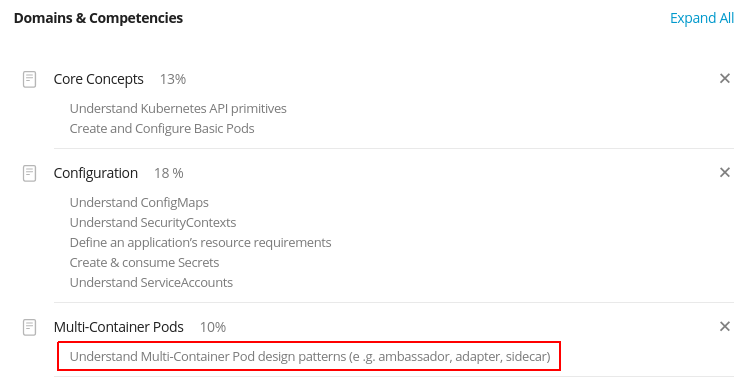 Domains & Competencies
Expand All
Core Concepts 13%
Understand Kubernetes API primitives
Create and Configure Basic Pods
Configuration 18 %
Understand ConfigMaps
Understand SecurityContexts
Define an application's resource requirements
Create & consume Secrets
Understand ServiceAccounts
Multi-Container Pods 10%
Understand Multi-Container Pod design patterns (e .g. ambassador, adapter, sidecar)